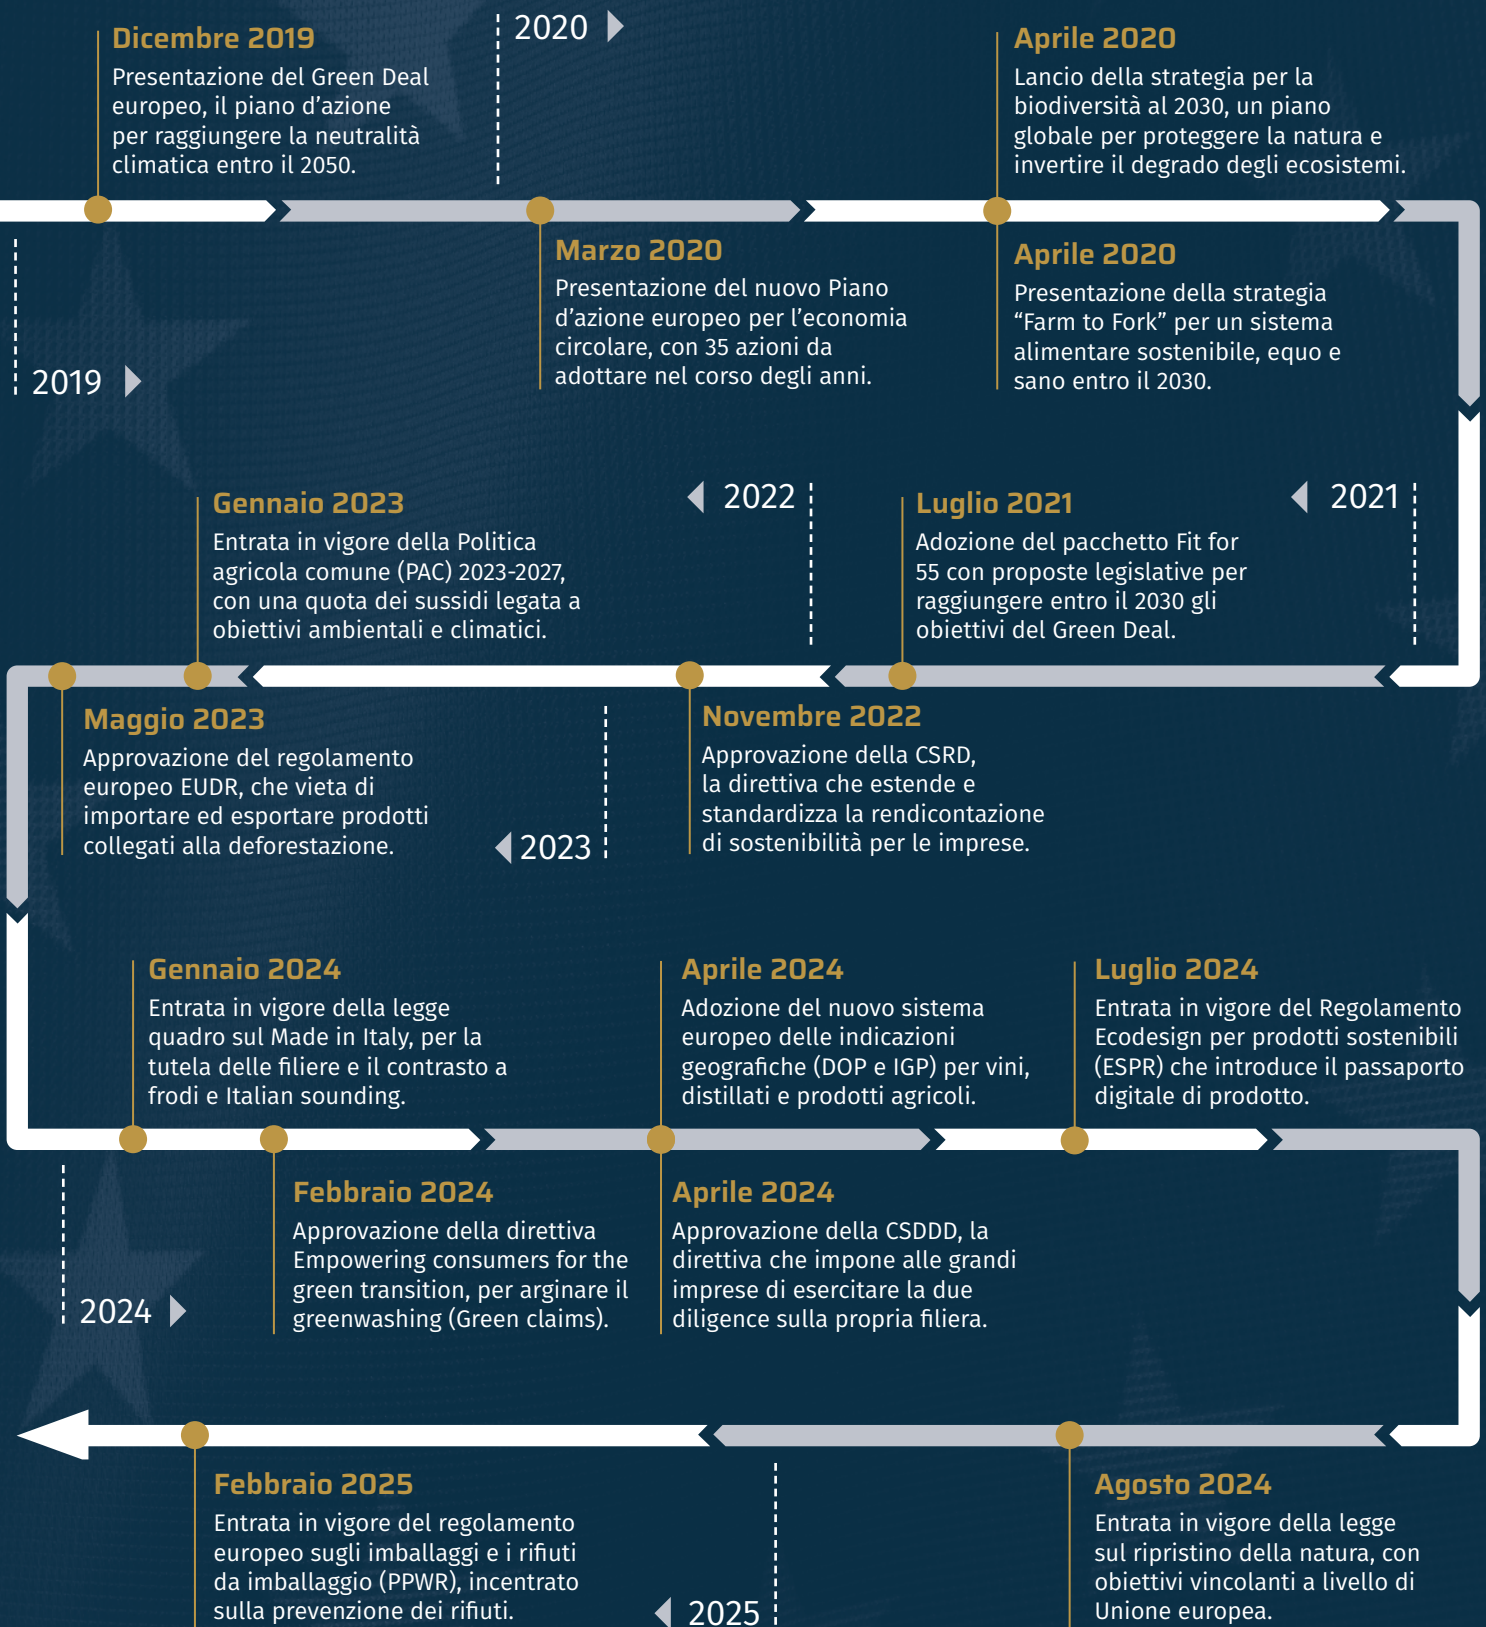 Dicembre 2019
Presentazione del Green Deal
europeo, il piano d’azione
per raggiungere la neutralità
climatica entro il 2050.
2019
2020
Marzo 2020
Presentazione del nuovo Piano
d’azione europeo per l’economia
circolare, con 35 azioni da
adottare nel corso degli anni.
Aprile 2020
Lancio della strategia per la
biodiversità al 2030, un piano
globale per proteggere la natura e
invertire il degrado degli ecosistemi.
Aprile 2020
Presentazione della strategia
“Farm to Fork” per un sistema
alimentare sostenibile, equo e
sano entro il 2030.
2021
Luglio 2021
Adozione del pacchetto Fit for
55 con proposte legislative per
raggiungere entro il 2030 gli
obiettivi del Green Deal.
2022
Novembre 2022
Approvazione della CSRD,
la direttiva che estende e
standardizza la rendicontazione
di sostenibilità per le imprese.
2023
Gennaio 2023
Entrata in vigore della Politica
agricola comune (PAC) 2023-2027,
con una quota dei sussidi legata a
obiettivi ambientali e climatici.
Maggio 2023
Approvazione del regolamento
europeo EUDR, che vieta di
importare ed esportare prodotti
collegati alla deforestazione.
2024
Gennaio 2024
Entrata in vigore della legge
quadro sul Made in Italy, per la
tutela delle filiere e il contrasto a
frodi e Italian sounding.
Febbraio 2024
Approvazione della direttiva
Empowering consumers for the
green transition, per arginare il
greenwashing (Green claims).
Aprile 2024
Adozione del nuovo sistema
europeo delle indicazioni
geografiche (DOP e IGP) per vini,
distillati e prodotti agricoli.
Aprile 2024
Approvazione della CSDDD, la
direttiva che impone alle grandi
imprese di esercitare la due
diligence sulla propria filiera.
Luglio 2024
Entrata in vigore del Regolamento
Ecodesign per prodotti sostenibili
(ESPR) che introduce il passaporto
digitale di prodotto.
Agosto 2024
Entrata in vigore della legge
sul ripristino della natura, con
obiettivi vincolanti a livello di
Unione europea.
2025
Febbraio 2025
Entrata in vigore del regolamento
europeo sugli imballaggi e i rifiuti
da imballaggio (PPWR), incentrato
sulla prevenzione dei rifiuti.